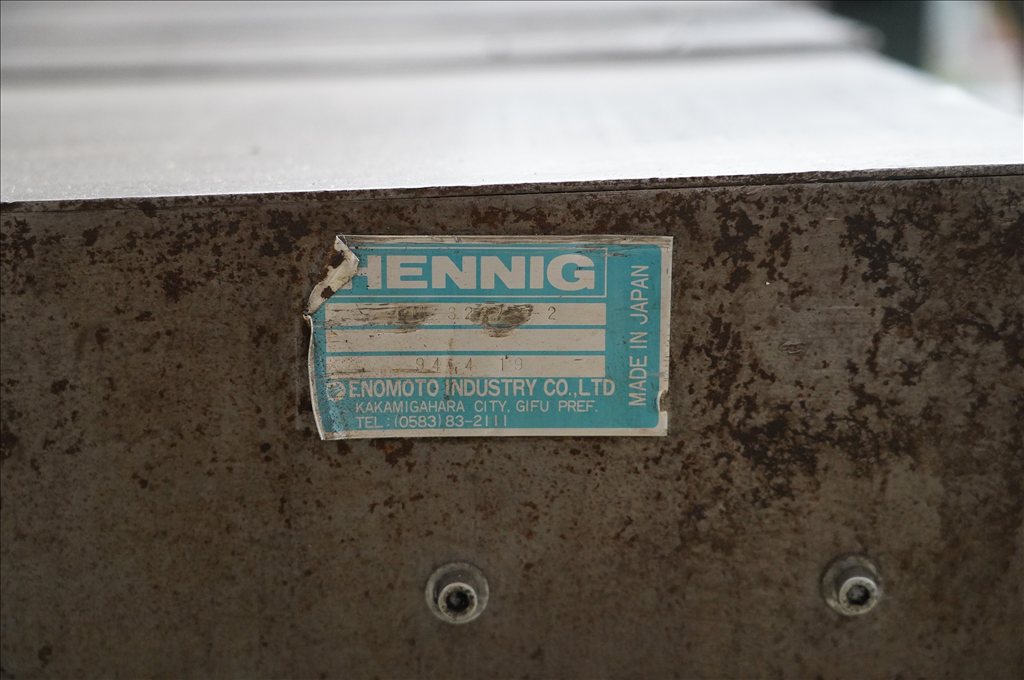 HENNIG
ENOMOTO INDUSTRY CO.,LTD
KAKAMIGAHARA CITY, GIFU PREF.
TEL:(0583)83-2111
MADE IN JAPAN